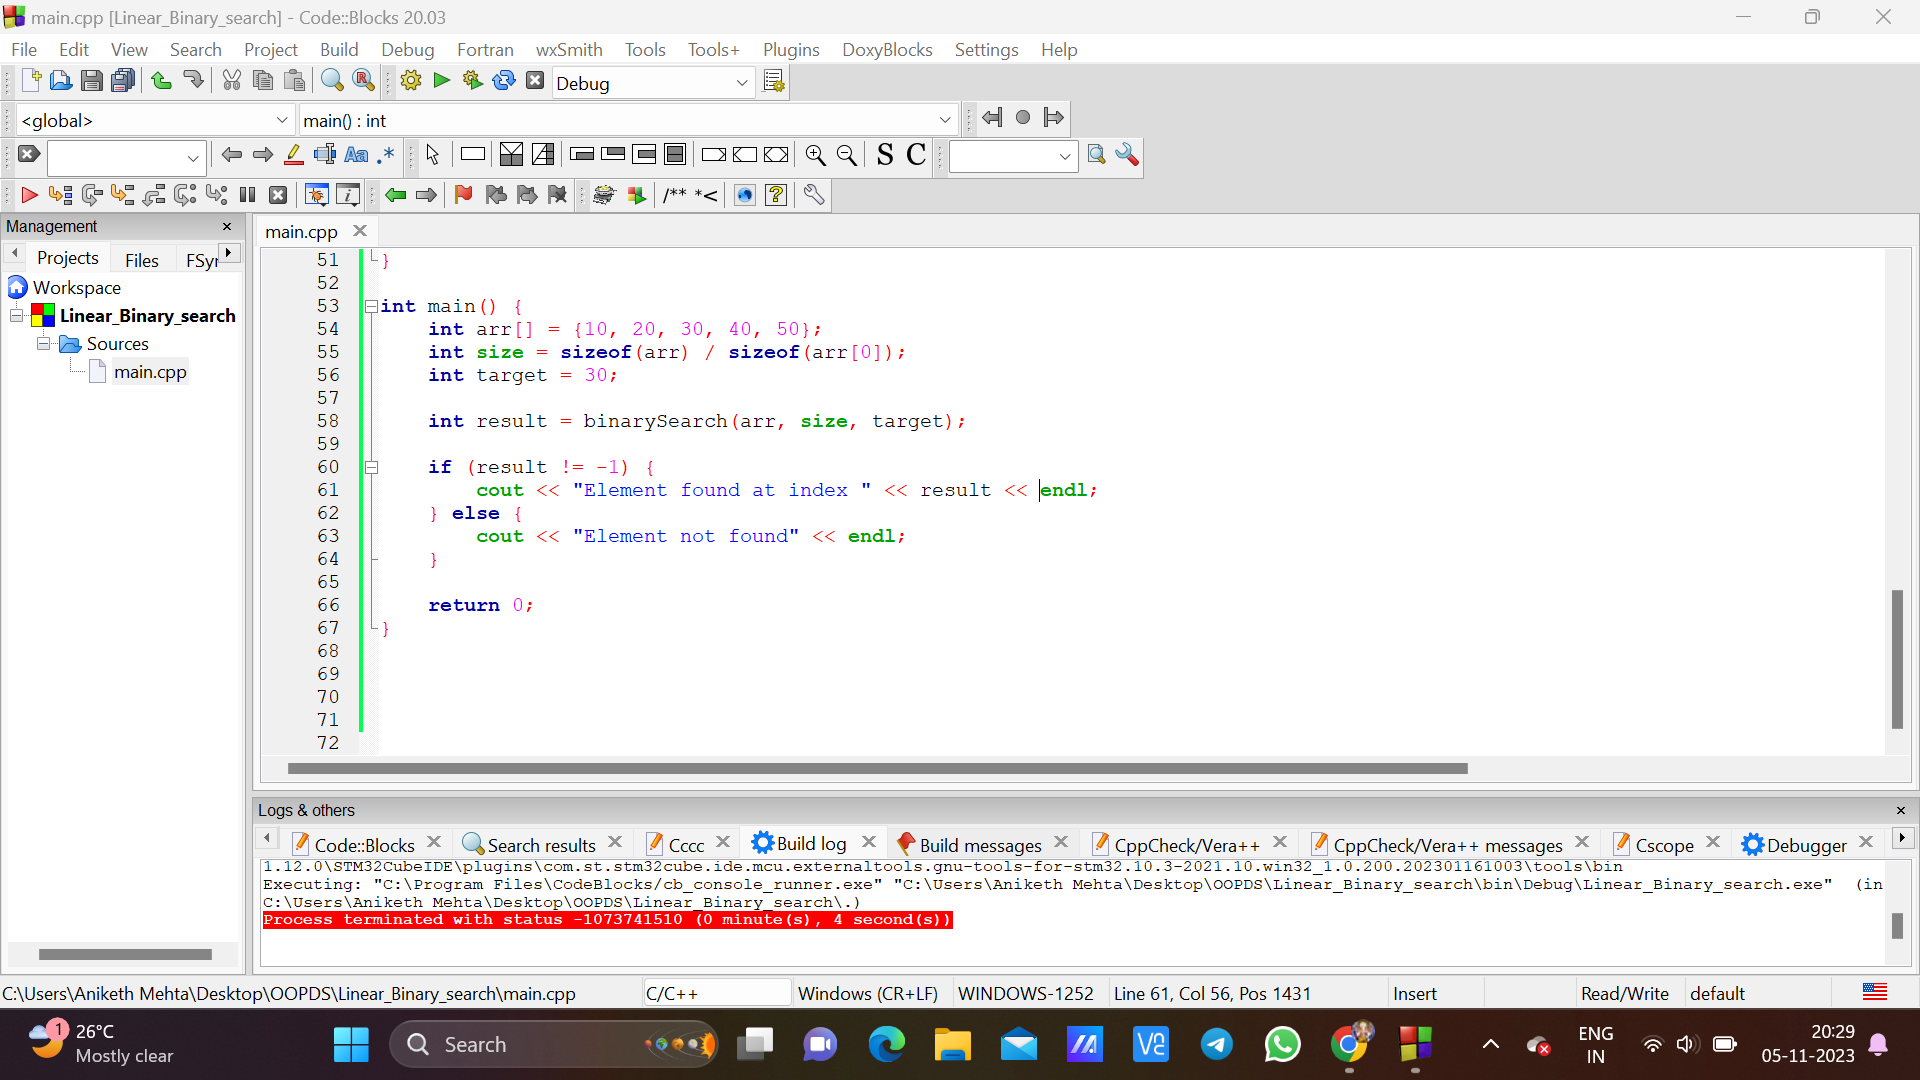 main.cpp [Linear_Binary_search] - Code::Blocks 20.03
File Edit View Search Project Build Debug Fortran wxSmith Tools Tools+ Plugins DoxyBlocks Settings Help
Debug
<global> main() : int
Aa .* S C
/** *<
Management
main.cpp
Projects Files FSyr
Workspace
Linear_Binary_search
Sources
main.cpp
51 }
52
53 int main() {
54 int arr[] = {10, 20, 30, 40, 50};
55 int size = sizeof(arr) / sizeof(arr[0]);
56 int target = 30;
57
58 int result = binarySearch(arr, size, target);
59
60 if (result != -1) {
61 cout << "Element found at index " << result << endl;
62 } else {
63 cout << "Element not found" << endl;
64 }
65
66 return 0;
67 }
68
69
70
71
72
Logs & others
Code::Blocks Search results Cccc Build log Build messages CppCheck/Vera++ CppCheck/Vera++ messages Cscope Debugger
1.12.0\STM32CubeIDE\plugins\com.st.stm32cube.ide.mcu.externaltools.gnu-tools-for-stm32.10.3-2021.10.win32_1.0.200.202301161003\tools\bin
Executing: "C:\Program Files\CodeBlocks/cb_console_runner.exe" "C:\Users\Aniketh Mehta\Desktop\OOPDS\Linear_Binary_search\bin\Debug\Linear_Binary_search.exe" (in
C:\Users\Aniketh Mehta\Desktop\OOPDS\Linear_Binary_search\.)
Process terminated with status -1073741510 (0 minute(s), 4 second(s))
C:\Users\Aniketh Mehta\Desktop\OOPDS\Linear_Binary_search\main.cpp C/C++ Windows (CR+LF) WINDOWS-1252 Line 61, Col 56, Pos 1431 Insert Read/Write default
1 26°C
Mostly clear
Search
ENG
IN
20:29
05-11-2023